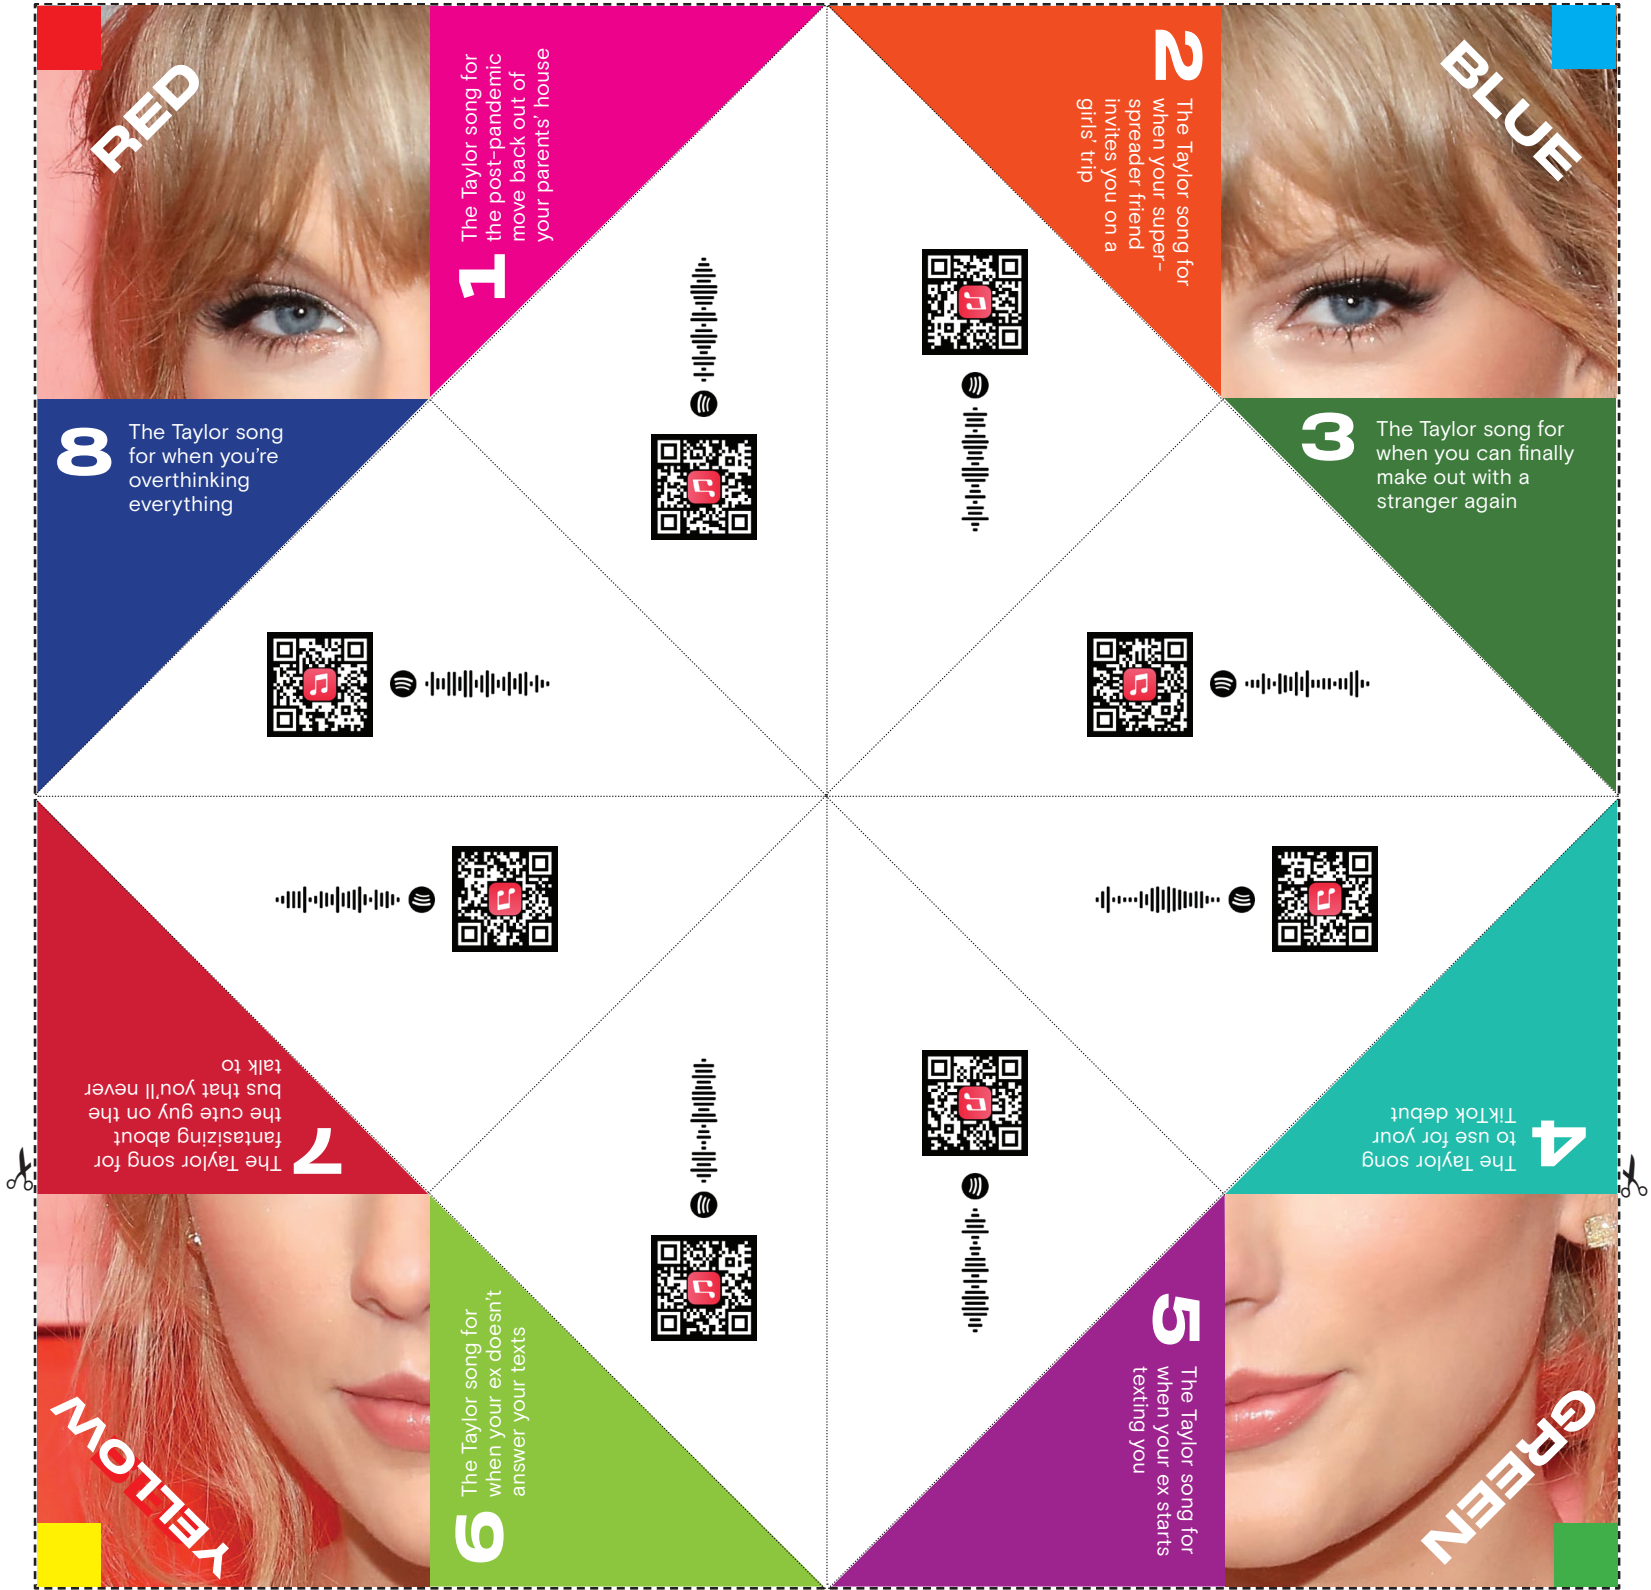 RED
1
The Taylor song for
the post-pandemic
move back out of
your parents' house
2
The Taylor song for
when your super-
spreader friend
invites you on a
girls' trip
BLUE
8
The Taylor song
for when you're
overthinking
everything
3
The Taylor song for
when you can finally
make out with a
stranger again
7
The Taylor song for
fantasizing about
the cute guy on the
bus that you'll never
talk to
4
The Taylor song
to use for your
TikTok debut
YELLOW
6
The Taylor song for
when your ex doesn't
answer your texts
5
The Taylor song for
when your ex starts
texting you
GREEN